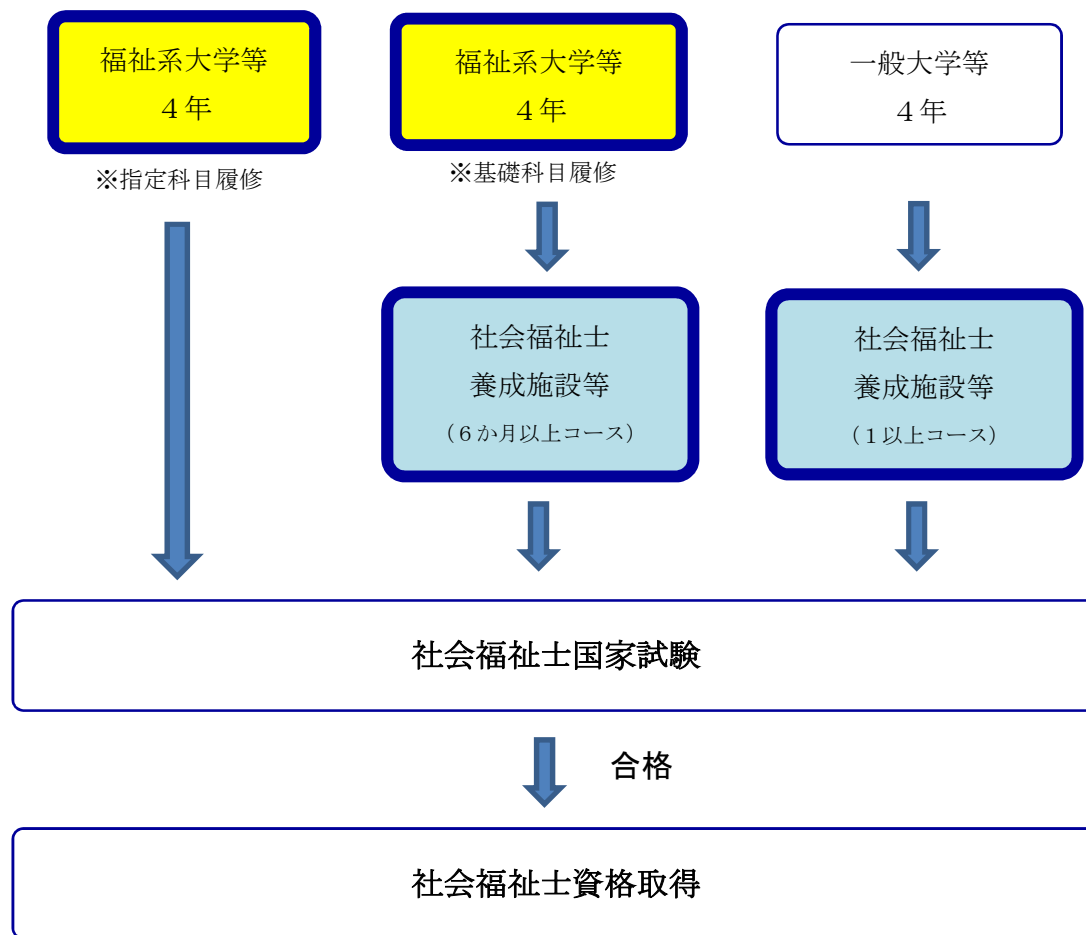 福祉系大学等
４年
※指定科目履修
福祉系大学等
４年
※基礎科目履修
一般大学等
４年
社会福祉士
養成施設等
（６か月以上コース）
社会福祉士
養成施設等
（１以上コース）
社会福祉士国家試験
合格
社会福祉士資格取得